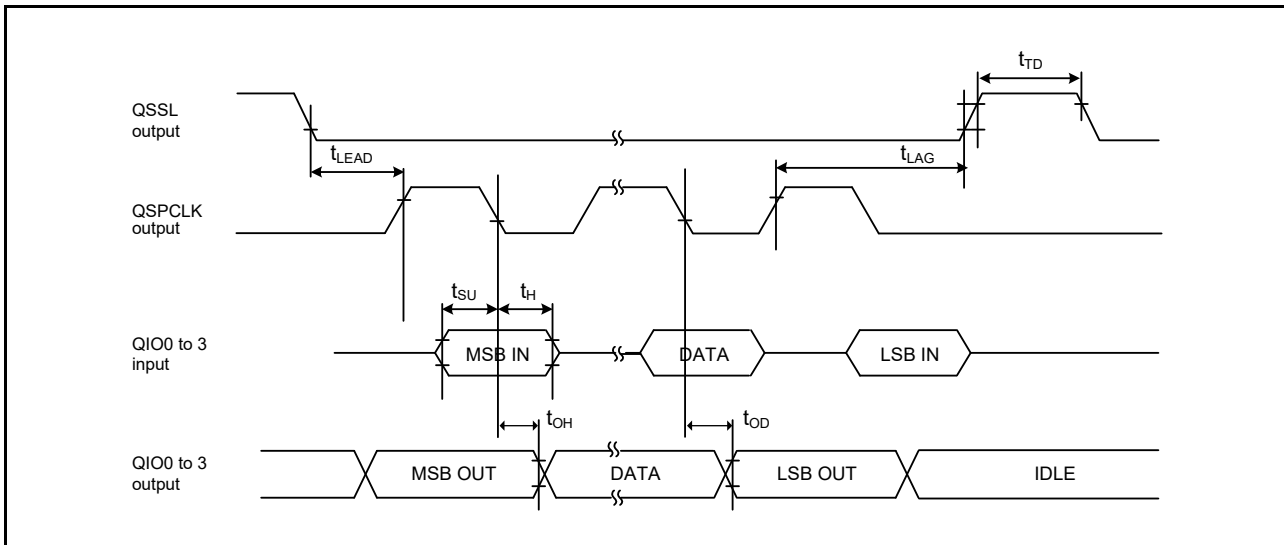 QSSL
output
tTD
tLEAD
tLAG
QSPCLK
output
tSU
tH
QIO0 to 3
input
MSB IN
DATA
LSB IN
tOH
tOD
QIO0 to 3
output
MSB OUT
DATA
LSB OUT
IDLE